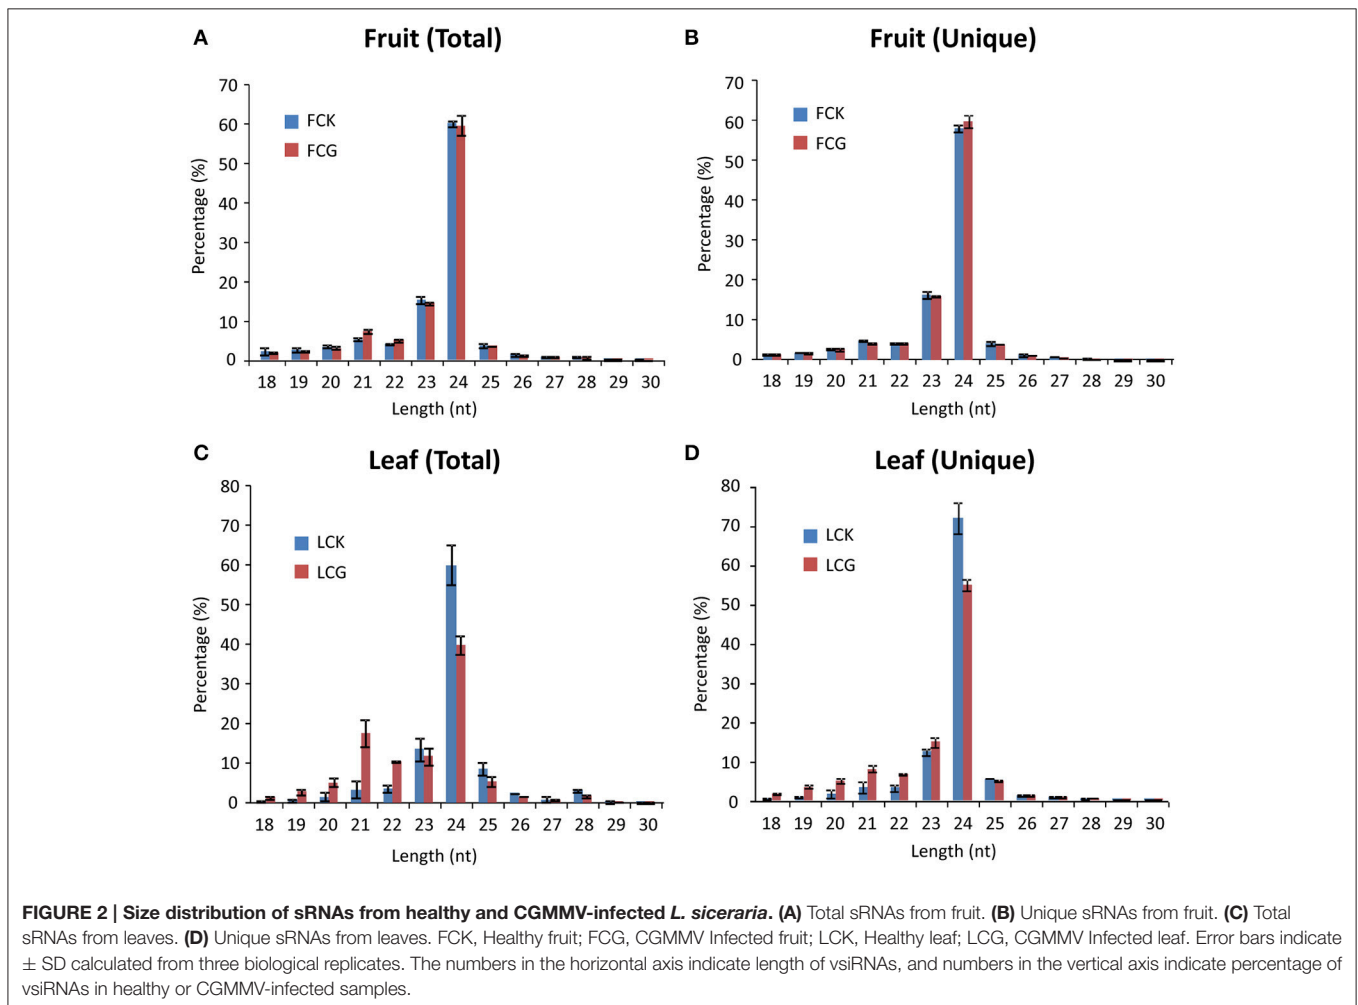 A
Fruit (Total)
70
60
50
40
30
20
10
0
Percentage (%)
FCK
FCG
18 19 20 21 22 23 24 25 26 27 28 29 30
Length (nt)
B
Fruit (Unique)
70
60
50
40
30
20
10
0
Percentage (%)
FCK
FCG
18 19 20 21 22 23 24 25 26 27 28 29 30
Length (nt)
C
Leaf (Total)
80
70
60
50
40
30
20
10
0
Percentage (%)
LCK
LCG
18 19 20 21 22 23 24 25 26 27 28 29 30
Length (nt)
D
Leaf (Unique)
80
70
60
50
40
30
20
10
0
Percentage (%)
LCK
LCG
18 19 20 21 22 23 24 25 26 27 28 29 30
Length (nt)
FIGURE 2 | Size distribution of sRNAs from healthy and CGMMV-infected L. siceraria. (A) Total sRNAs from fruit. (B) Unique sRNAs from fruit. (C) Total
sRNAs from leaves. (D) Unique sRNAs from leaves. FCK, Healthy fruit; FCG, CGMMV Infected fruit; LCK, Healthy leaf; LCG, CGMMV Infected leaf. Error bars indicate
± SD calculated from three biological replicates. The numbers in the horizontal axis indicate length of vsiRNAs, and numbers in the vertical axis indicate percentage of
vsiRNAs in healthy or CGMMV-infected samples.